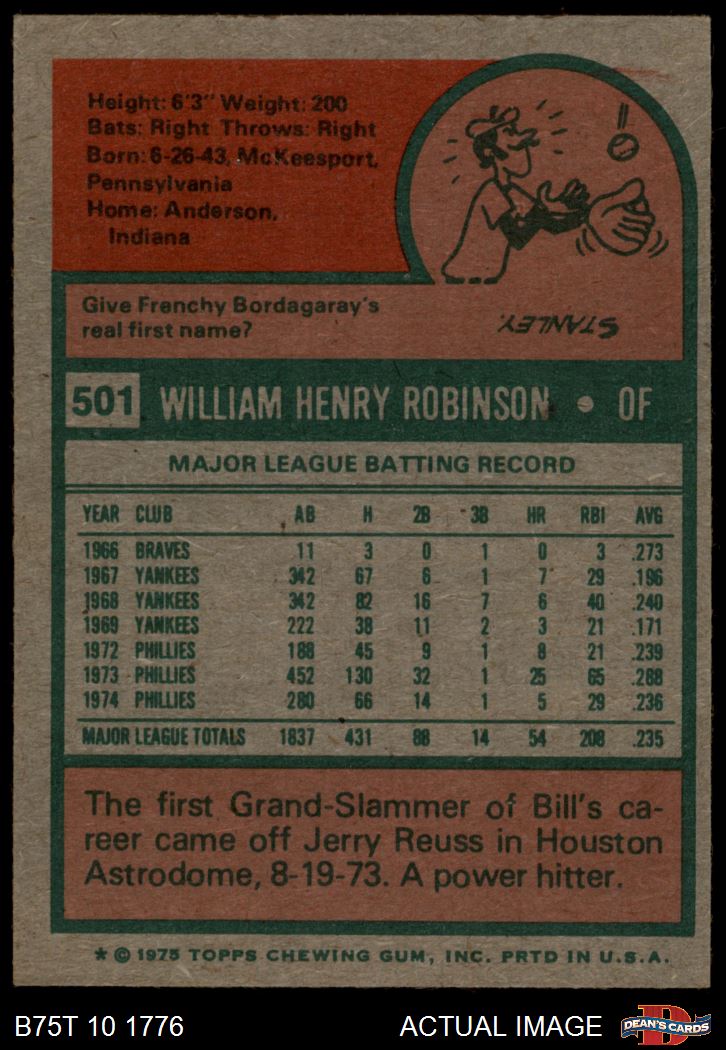 Height: 6'3" Weight: 200
Bats: Right Throws: Right
Born: 6-26-43, McKeesport,
Pennsylvania
Home: Anderson,
Indiana
Give Frenchy Bordagaray's
real first name?
STANLEY.
501 WILLIAM HENRY ROBINSON • OF
MAJOR LEAGUE BATTING RECORD
YEAR CLUB AB H 2B 3B HR RBI AVG
1966 BRAVES 11 3 0 1 0 3 .273
1967 YANKEES 342 67 6 1 7 29 .196
1968 YANKEES 342 82 16 7 6 40 .240
1969 YANKEES 222 38 11 2 3 21 .171
1972 PHILLIES 188 45 9 1 8 21 .239
1973 PHILLIES 452 130 32 1 25 65 .288
1974 PHILLIES 280 66 14 1 5 29 .236
MAJOR LEAGUE TOTALS 1837 431 88 14 54 208 .235
The first Grand-Slammer of Bill's ca-
reer came off Jerry Reuss in Houston
Astrodome, 8-19-73. A power hitter.
* © 1975 TOPPS CHEWING GUM, INC. PRTD IN U.S.A.
B75T 10 1776 ACTUAL IMAGE D DEAN'S CARDS